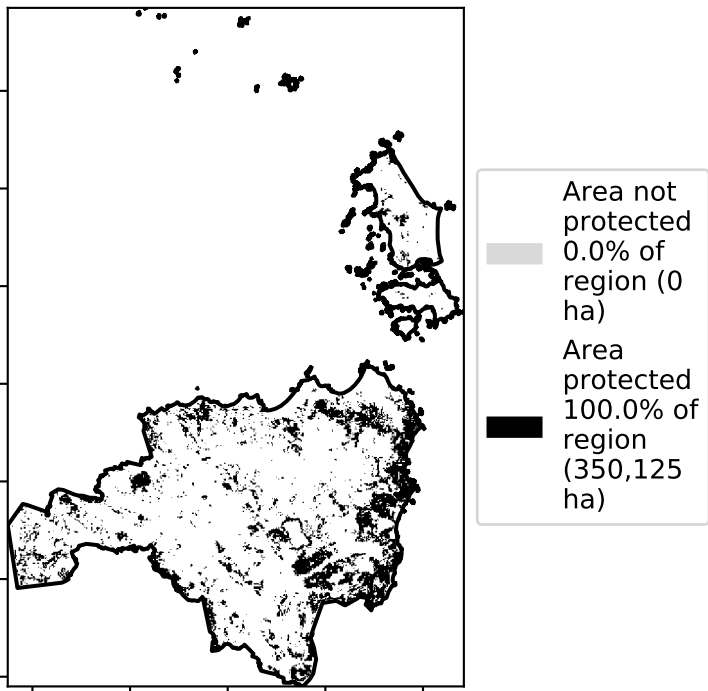 Area not
protected
0.0% of
region (0
ha)
Area
protected
100.0% of
region
(350,125
ha)